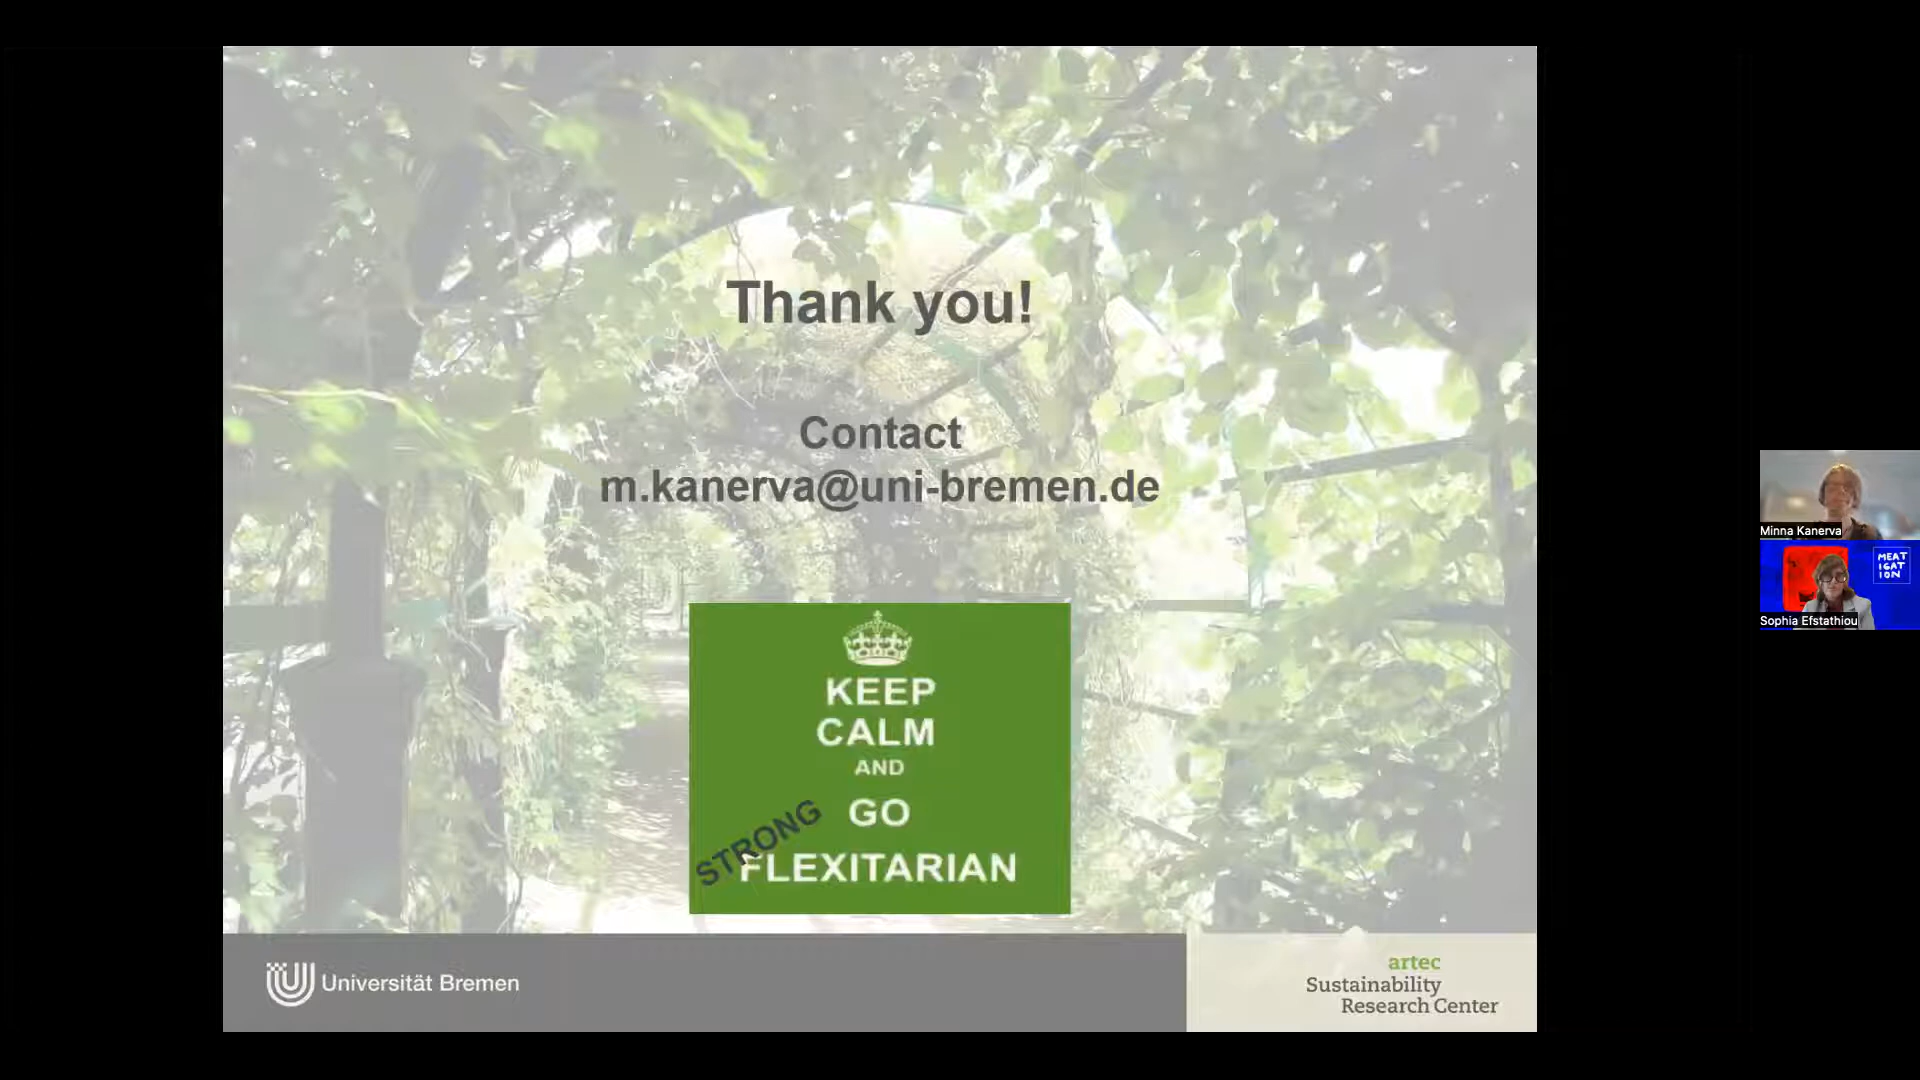 Thank you!
Contact
m.kanerva@uni-bremen.de
KEEP
CALM
AND
GO
STRONG
FLEXITARIAN
Universität Bremen
artec
Sustainability
Research Center
Minna Kanerva
MEAT
IGAT
ION
Sophia Efstathiou